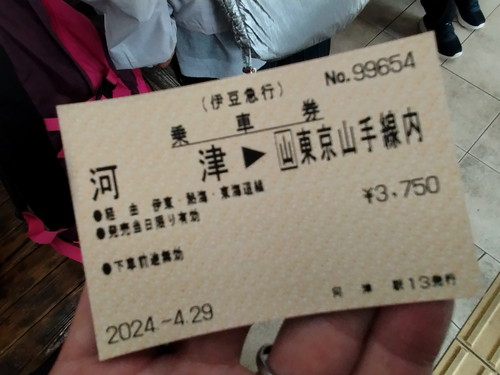 No.99654
(伊豆急行)
乗車券
河津▶山東京山手線内
●経由 伊東・熱海・東海道線
¥3,750
●発売当日限り有効
●下車前途無効
2024.-4.29
河津駅13発行